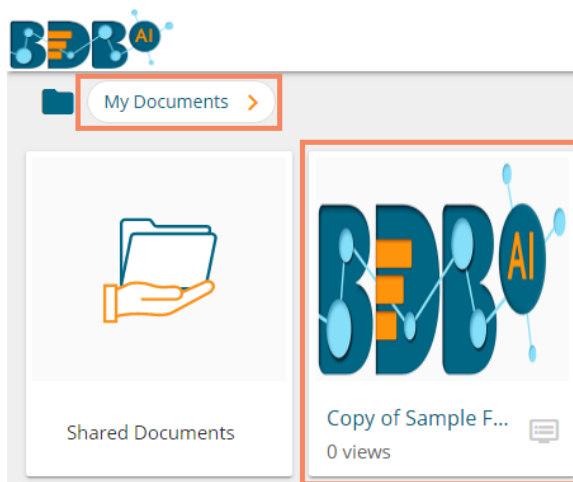 BDB AI
My Documents
BDB AI
Shared Documents
Copy of Sample F...
0 views